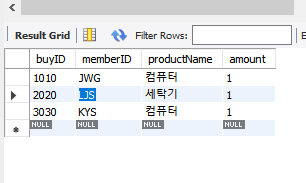 Result Grid Filter Rows:
buyID memberID productName amount
1010 JWG 컴퓨터 1
2020 LJS 세탁기 1
3030 KYS 컴퓨터 1
NULL NULL NULL NULL